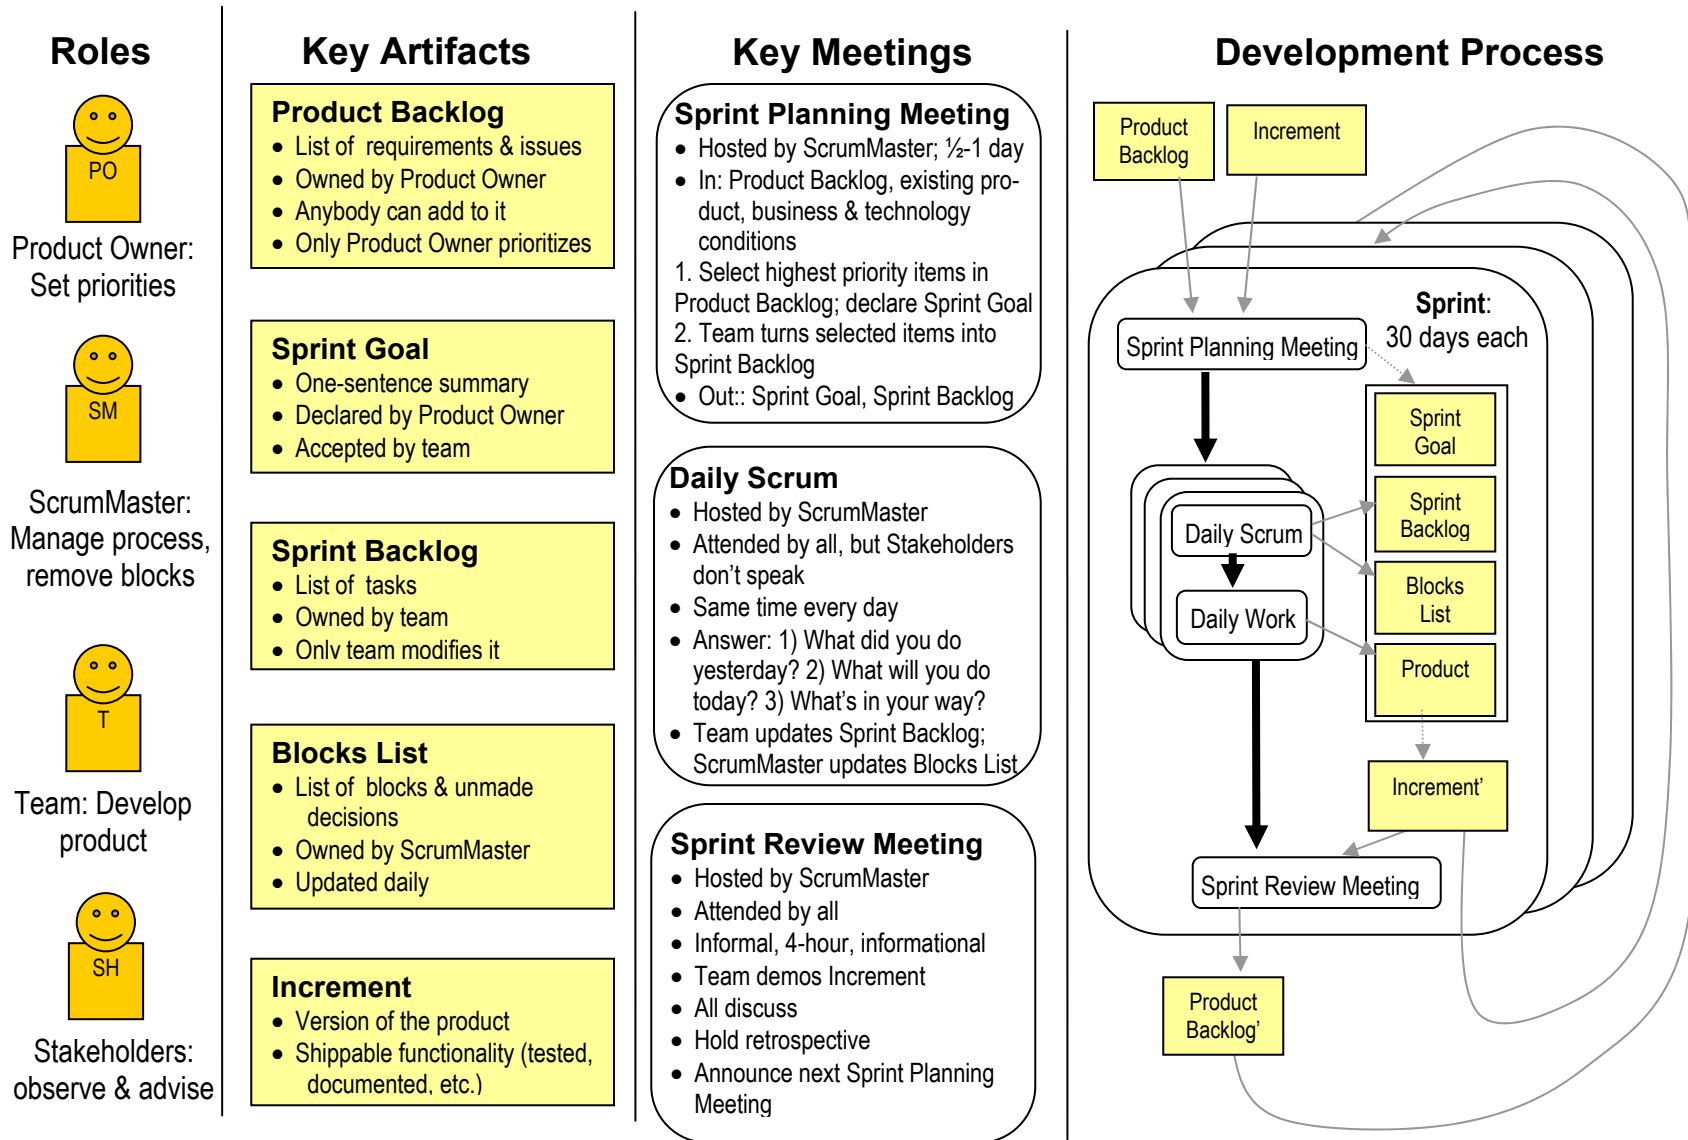 Roles
PO
Product Owner:
Set priorities
SM
ScrumMaster:
Manage process,
remove blocks
T
Team: Develop
product
SH
Stakeholders:
observe & advise
Key Artifacts
Product Backlog
• List of requirements & issues
• Owned by Product Owner
• Anybody can add to it
• Only Product Owner prioritizes
Sprint Goal
• One-sentence summary
• Declared by Product Owner
• Accepted by team
Sprint Backlog
• List of tasks
• Owned by team
• Only team modifies it
Blocks List
• List of blocks & unmade
decisions
• Owned by ScrumMaster
• Updated daily
Increment
• Version of the product
• Shippable functionality (tested,
documented, etc.)
Key Meetings
Sprint Planning Meeting
• Hosted by ScrumMaster; ½-1 day
• In: Product Backlog, existing pro-
duct, business & technology
conditions
1. Select highest priority items in
Product Backlog; declare Sprint Goal
2. Team turns selected items into
Sprint Backlog
• Out:: Sprint Goal, Sprint Backlog
Daily Scrum
• Hosted by ScrumMaster
• Attended by all, but Stakeholders
don’t speak
• Same time every day
• Answer: 1) What did you do
yesterday? 2) What will you do
today? 3) What’s in your way?
• Team updates Sprint Backlog;
ScrumMaster updates Blocks List
Sprint Review Meeting
• Hosted by ScrumMaster
• Attended by all
• Informal, 4-hour, informational
• Team demos Increment
• All discuss
• Hold retrospective
• Announce next Sprint Planning
Meeting
Development Process
Product
Backlog
Increment
Sprint:
30 days each
Sprint Planning Meeting
Sprint
Goal
Sprint
Backlog
Daily Scrum
Blocks
List
Daily Work
Product
Increment’
Sprint Review Meeting
Product
Backlog’